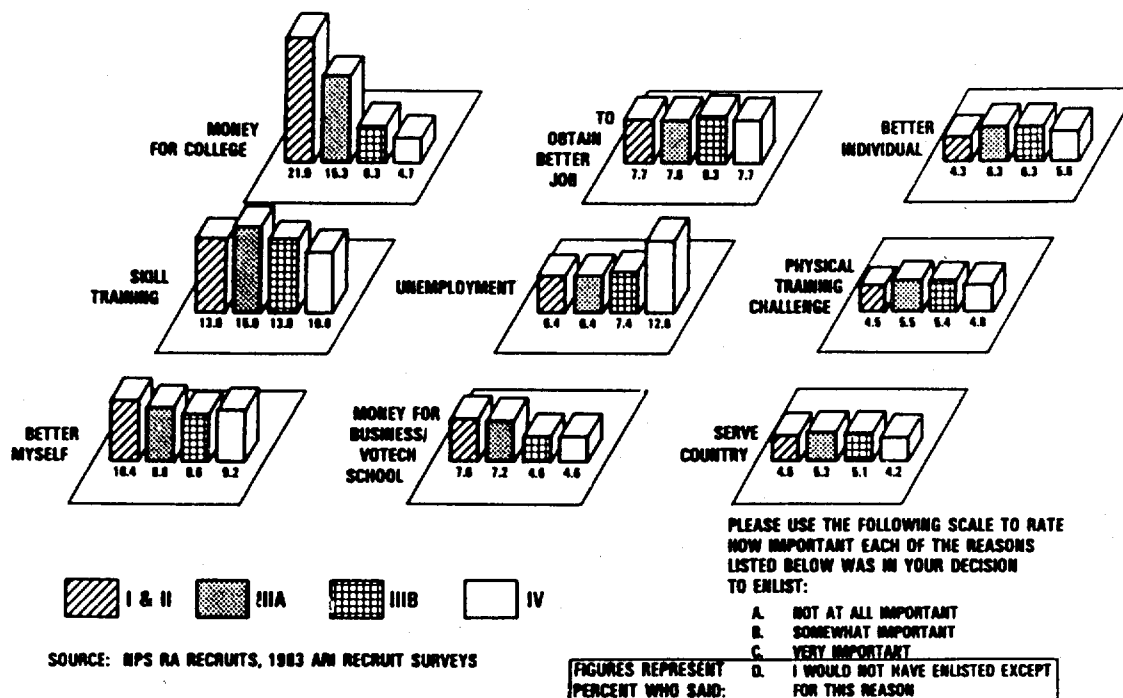 MONEY
FOR COLLEGE
21.9 15.3 6.3 4.7
TO
OBTAIN
BETTER
JOB
7.7 7.6 8.3 7.7
BETTER
INDIVIDUAL
4.3 6.3 6.3 5.6
SKILL
TRAINING
13.0 15.0 13.0 10.0
UNEMPLOYMENT
6.4 6.4 7.4 12.8
PHYSICAL
TRAINING
CHALLENGE
4.5 5.5 5.4 4.8
BETTER
MYSELF
10.4 8.8 8.6 9.2
MONEY FOR
BUSINESS/
VOTECH
SCHOOL
7.6 7.2 4.6 4.6
SERVE
COUNTRY
4.6 5.3 5.1 4.2
PLEASE USE THE FOLLOWING SCALE TO RATE
HOW IMPORTANT EACH OF THE REASONS
LISTED BELOW WAS IN YOUR DECISION
TO ENLIST:
A. NOT AT ALL IMPORTANT
B. SOMEWHAT IMPORTANT
C. VERY IMPORTANT
D. I WOULD NOT HAVE ENLISTED EXCEPT
FOR THIS REASON
FIGURES REPRESENT
PERCENT WHO SAID:
I & II IIIA IIIB IV
SOURCE: NPS RA RECRUITS, 1983 ARI RECRUIT SURVEYS